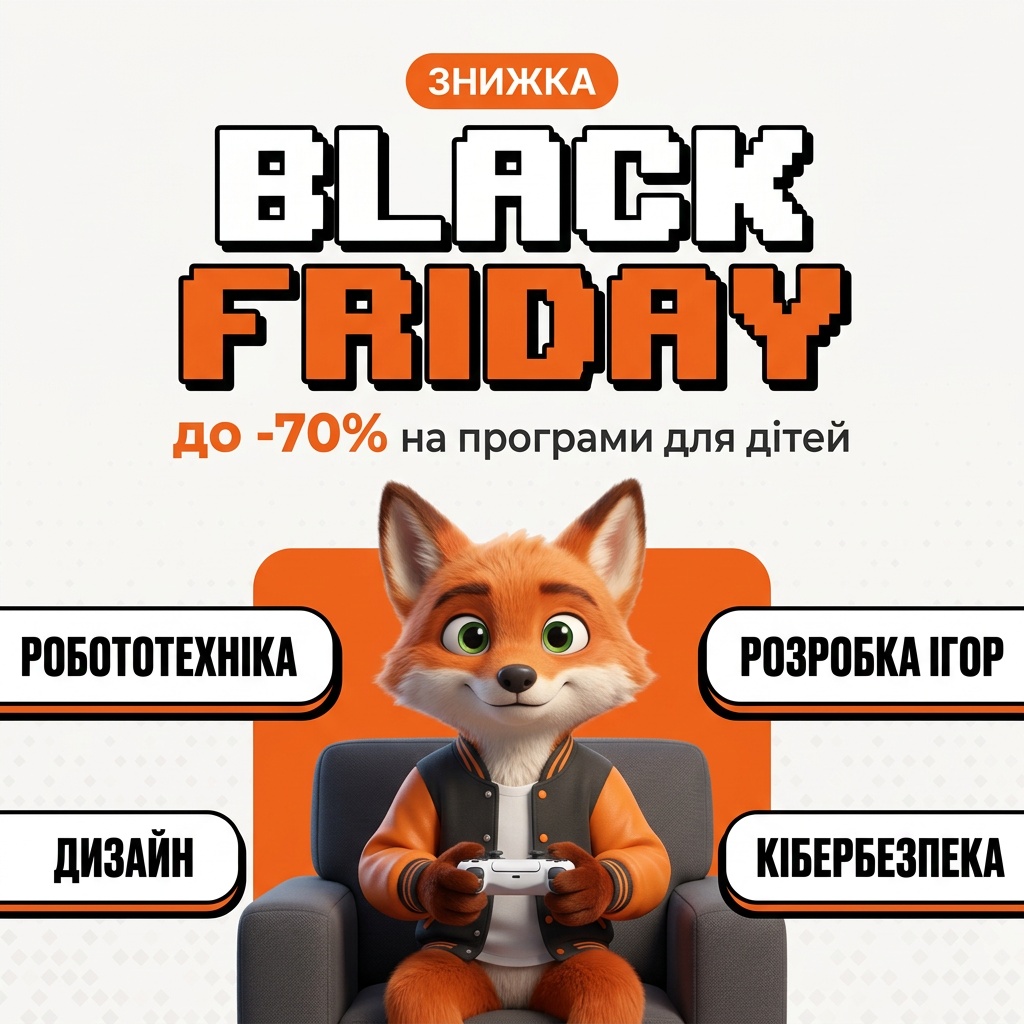 ЗНИЖКА
BLACK
FRIDAY
до -70% на програми для дітей
РОБОТОТЕХНІКА
РОЗРОБКА ІГОР
ДИЗАЙН
КІБЕРБЕЗПЕКА